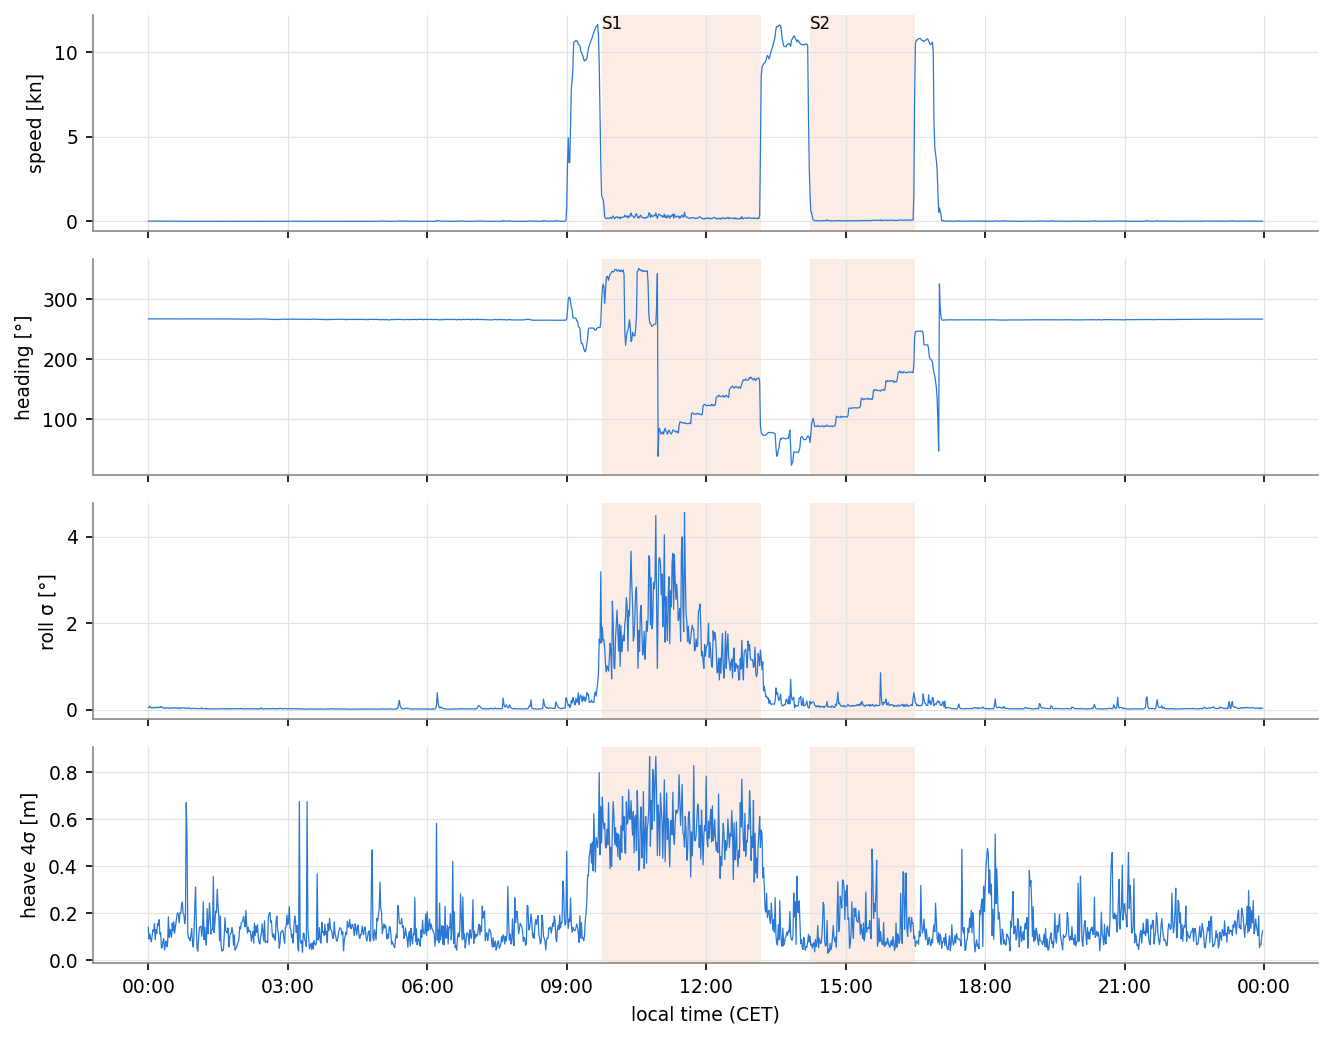 S1
S2
speed [kn]
10
5
0
heading [°]
300
200
100
roll σ [°]
4
2
0
heave 4σ [m]
0.8
0.6
0.4
0.2
0.0
00:00 03:00 06:00 09:00 12:00 15:00 18:00 21:00 00:00
local time (CET)